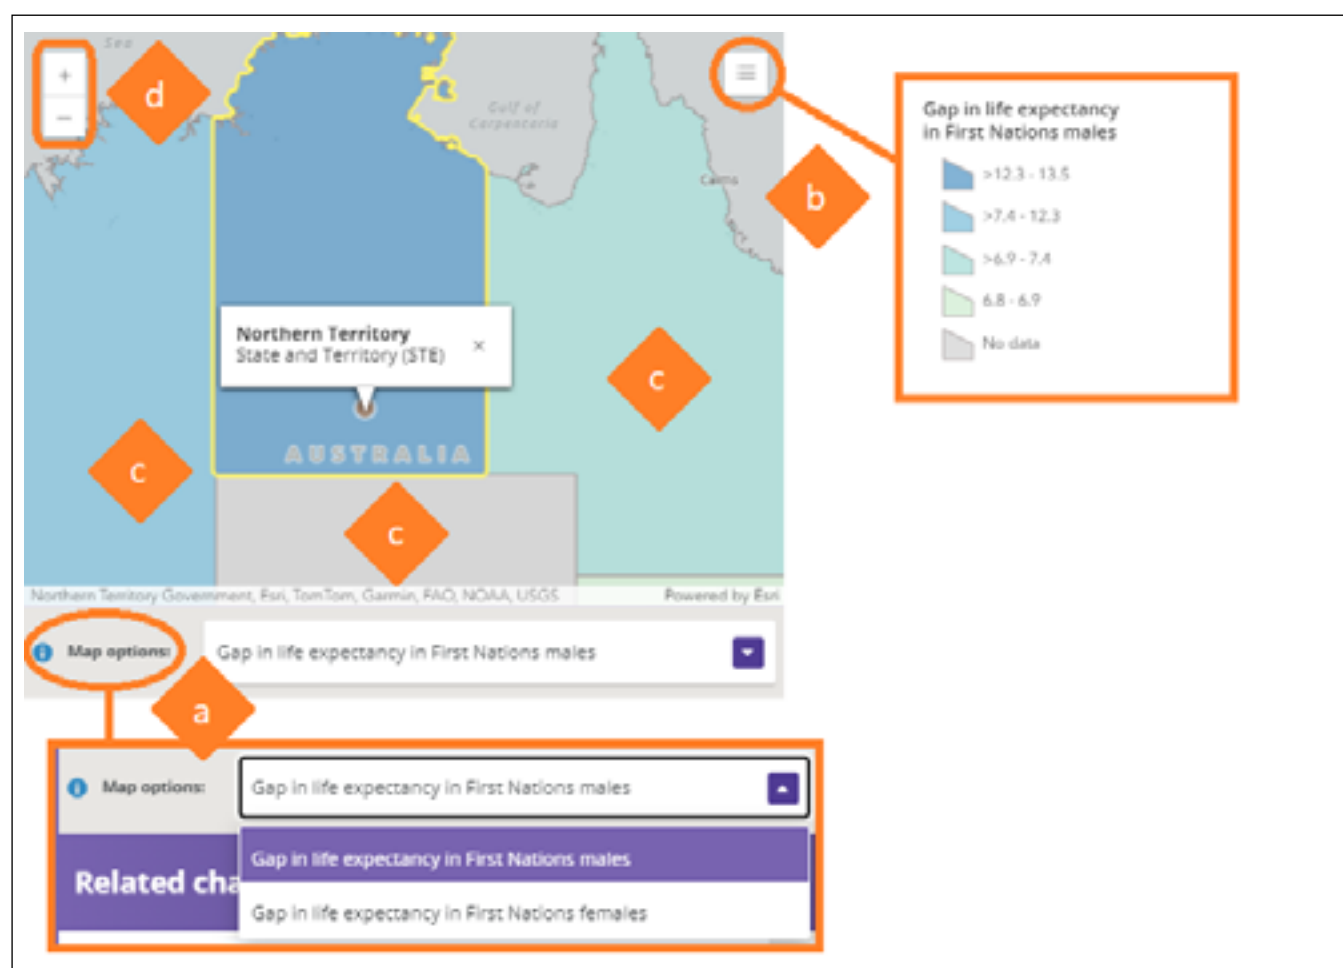 Sea
+
−
d
Gulf of
Carpentaria
Cairns
b
Gap in life expectancy
in First Nations males
>12.3 - 13.5
>7.4 - 12.3
>6.9 - 7.4
6.8 - 6.9
No data
Northern Territory
State and Territory (STE)
×
c
AUSTRALIA
c
c
Northern Territory Government, Esri, TomTom, Garmin, FAO, NOAA, USGS
Powered by Esri
Map options:
Gap in life expectancy in First Nations males
a
Map options:
Gap in life expectancy in First Nations males
Gap in life expectancy in First Nations males
Related cha
Gap in life expectancy in First Nations females